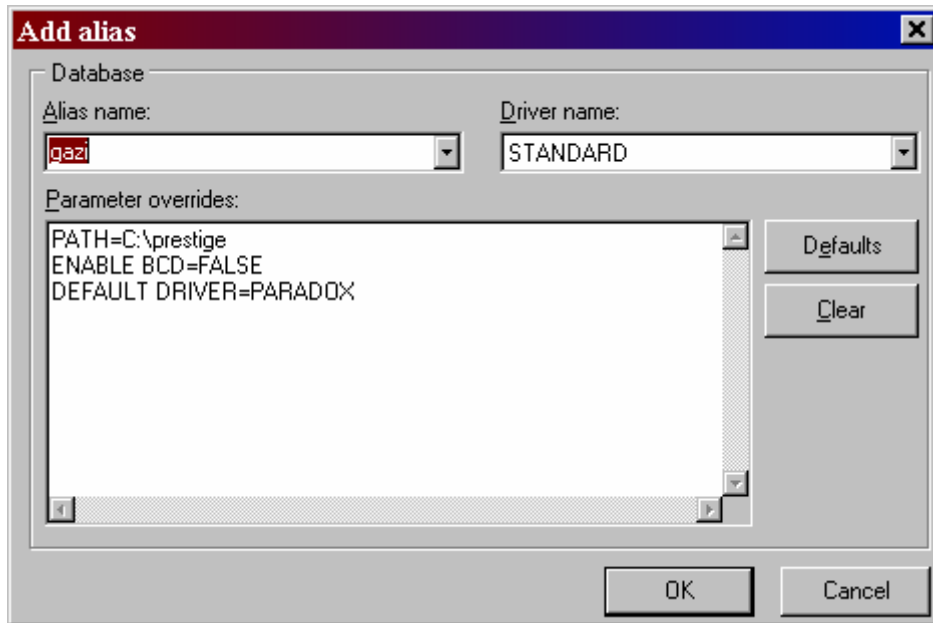 Add alias
Database
Alias name:
Driver name:
gazi
STANDARD
Parameter overrides:
PATH=C:\prestige
ENABLE BCD=FALSE
DEFAULT DRIVER=PARADOX
Defaults
Clear
OK
Cancel